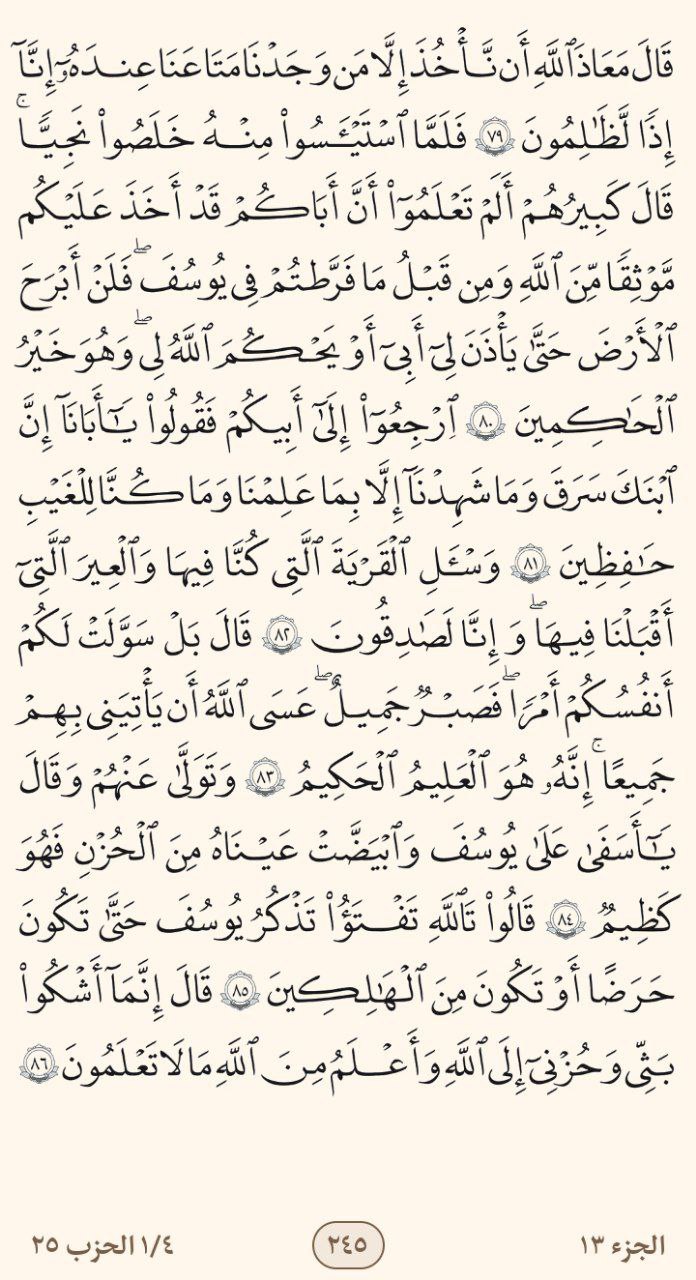 قَالَ مَعَاذَ ٱللَّهِ أَن نَّأۡخُذَ إِلَّا مَن وَجَدۡنَا مَتَٰعَنَا عِندَهُۥٓ إِنَّآ
إِذٗا لَّظَٰلِمُونَ ٧٩ فَلَمَّا ٱسۡتَيۡـَٔسُواْ مِنۡهُ خَلَصُواْ نَجِيّٗاۖ
قَالَ كَبِيرُهُمۡ أَلَمۡ تَعۡلَمُوٓاْ أَنَّ أَبَاكُمۡ قَدۡ أَخَذَ عَلَيۡكُم
مَّوۡثِقٗا مِّنَ ٱللَّهِ وَمِن قَبۡلُ مَا فَرَّطتُمۡ فِي يُوسُفَۖ فَلَنۡ أَبۡرَحَ
ٱلۡأَرۡضَ حَتَّىٰ يَأۡذَنَ لِيٓ أَبِيٓ أَوۡ يَحۡكُمَ ٱللَّهُ لِيۖ وَهُوَ خَيۡرُ
ٱلۡحَٰكِمِينَ ٨٠ ٱرۡجِعُوٓاْ إِلَىٰٓ أَبِيكُمۡ فَقُولُواْ يَٰٓأَبَانَآ إِنَّ
ٱبۡنَكَ سَرَقَ وَمَا شَهِدۡنَآ إِلَّا بِمَا عَلِمۡنَا وَمَا كُنَّا لِلۡغَيۡبِ
حَٰفِظِينَ ٨١ وَسۡـَٔلِ ٱلۡقَرۡيَةَ ٱلَّتِي كُنَّا فِيهَا وَٱلۡعِيرَ ٱلَّتِيٓ
أَقۡبَلۡنَا فِيهَاۖ وَإِنَّا لَصَٰدِقُونَ ٨٢ قَالَ بَلۡ سَوَّلَتۡ لَكُمۡ
أَنفُسُكُمۡ أَمۡرٗاۖ فَصَبۡرٞ جَمِيلٌۖ عَسَى ٱللَّهُ أَن يَأۡتِيَنِي بِهِمۡ
جَمِيعًاۚ إِنَّهُۥ هُوَ ٱلۡعَلِيمُ ٱلۡحَكِيمُ ٨٣ وَتَوَلَّىٰ عَنۡهُمۡ وَقَالَ
يَٰٓأَسَفَىٰ عَلَىٰ يُوسُفَ وَٱبۡيَضَّتۡ عَيۡنَاهُ مِنَ ٱلۡحُزۡنِ فَهُوَ
كَظِيمٞ ٨٤ قَالُواْ تَٱللَّهِ تَفۡتَؤُاْ تَذۡكُرُ يُوسُفَ حَتَّىٰ تَكُونَ
حَرَضًا أَوۡ تَكُونَ مِنَ ٱلۡهَٰلِكِينَ ٨٥ قَالَ إِنَّمَآ أَشۡكُواْ
بَثِّي وَحُزۡنِيٓ إِلَى ٱللَّهِ وَأَعۡلَمُ مِنَ ٱللَّهِ مَا لَا تَعۡلَمُونَ ٨٦
الجزء ١٣ ٢٤٥ ١/٤ الحزب ٢٥